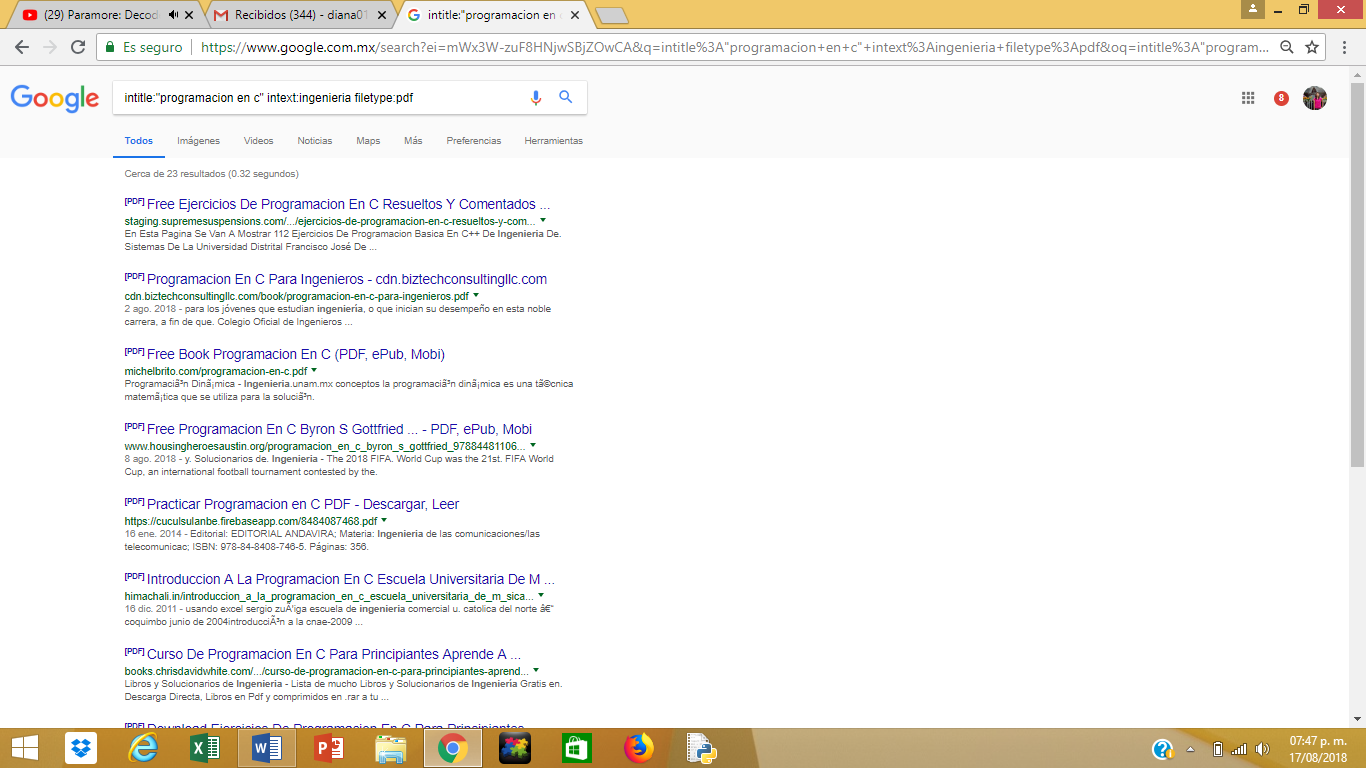 (29) Paramore: Decod
Recibidos (344) - diana01
intitle:"programacion en
Es seguro
https://www.google.com.mx/search?ei=mWx3W-zuF8HNjwSBjZOwCA&q=intitle%3A"programacion+en+c"+intext%3Aingenieria+filetype%3Apdf&oq=intitle%3A"program...
Google
intitle:"programacion en c" intext:ingenieria filetype:pdf
8
Todos Imágenes Videos Noticias Maps Más Preferencias Herramientas
Cerca de 23 resultados (0.32 segundos)
[PDF] Free Ejercicios De Programacion En C Resueltos Y Comentados ...
staging.supremesuspensions.com/.../ejercicios-de-programacion-en-c-resueltos-y-com...
En Esta Pagina Se Van A Mostrar 112 Ejercicios De Programacion Basica En C++ De Ingenieria De.
Sistemas De La Universidad Distrital Francisco José De ...
[PDF] Programacion En C Para Ingenieros - cdn.biztechconsultingllc.com
cdn.biztechconsultingllc.com/book/programacion-en-c-para-ingenieros.pdf
2 ago. 2018 - para los jóvenes que estudian ingeniería, o que inician su desempeño en esta noble
carrera, a fin de que. Colegio Oficial de Ingenieros ...
[PDF] Free Book Programacion En C (PDF, ePub, Mobi)
michelbrito.com/programacion-en-c.pdf
Programaciã³n Dinã¡mica - Ingenieria.unam.mx conceptos la programaciã³n dinã¡mica es una tã©cnica
matemã¡tica que se utiliza para la soluciã³n.
[PDF] Free Programacion En C Byron S Gottfried ... - PDF, ePub, Mobi
www.housingheroesaustin.org/programacion_en_c_byron_s_gottfried_97884481106...
8 ago. 2018 - y. Solucionarios de. Ingenieria - The 2018 FIFA. World Cup was the 21st. FIFA World
Cup, an international football tournament contested by the.
[PDF] Practicar Programacion en C PDF - Descargar, Leer
https://cuculsulanbe.firebaseapp.com/8484087468.pdf
16 ene. 2014 - Editorial: EDITORIAL ANDAVIRA; Materia: Ingenieria de las comunicaciones/las
telecomunicac; ISBN: 978-84-8408-746-5. Páginas: 356.
[PDF] Introduccion A La Programacion En C Escuela Universitaria De M ...
himachali.in/introduccion_a_la_programacion_en_c_escuela_universitaria_de_m_sica...
16 dic. 2011 - usando excel sergio zuÃ'iga escuela de ingenieria comercial u. catolica del norte â€"
coquimbo junio de 2004introducciÃ³n a la cnae-2009 ...
[PDF] Curso De Programacion En C Para Principiantes Aprende A ...
books.chrisdavidwhite.com/.../curso-de-programacion-en-c-para-principiantes-aprend...
Libros y Solucionarios de Ingenieria - Lista de mucho Libros y Solucionarios de Ingeniería Gratis en.
Descarga Directa, Libros en Pdf y comprimidos en .rar a tu ...
[PDF] Download Ejercicios De Programacion En C Para Principiantes
07:47 p. m.
17/08/2018